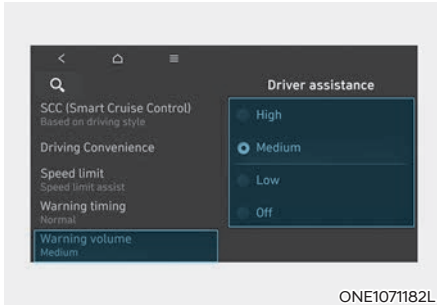 Driver assistance
SCC (Smart Cruise Control)
Based on driving style
Driving Convenience
Speed limit
Speed limit assist
Warning timing
Normal
Warning volume
Medium
High
Medium
Low
Off
ONE1071182L